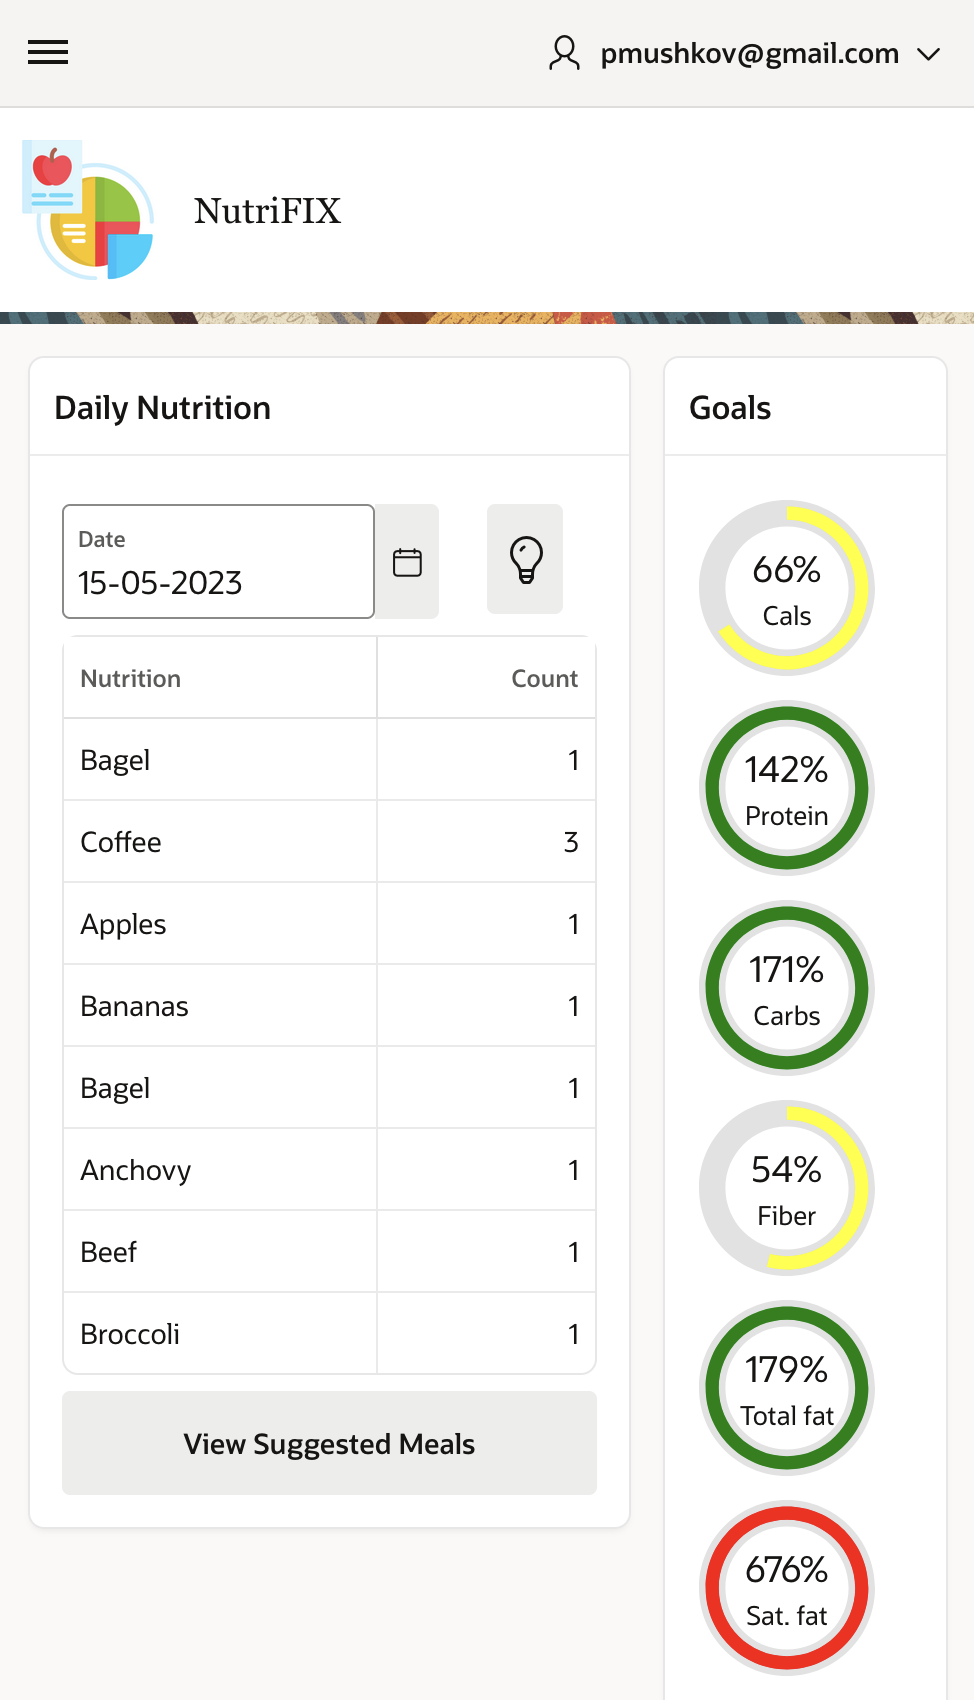 pmushkov@gmail.com
NutriFIX
Daily Nutrition
Date
15-05-2023
Nutrition Count
Bagel 1
Coffee 3
Apples 1
Bananas 1
Bagel 1
Anchovy 1
Beef 1
Broccoli 1
View Suggested Meals
Goals
66%
Cals
142%
Protein
171%
Carbs
54%
Fiber
179%
Total fat
676%
Sat. fat